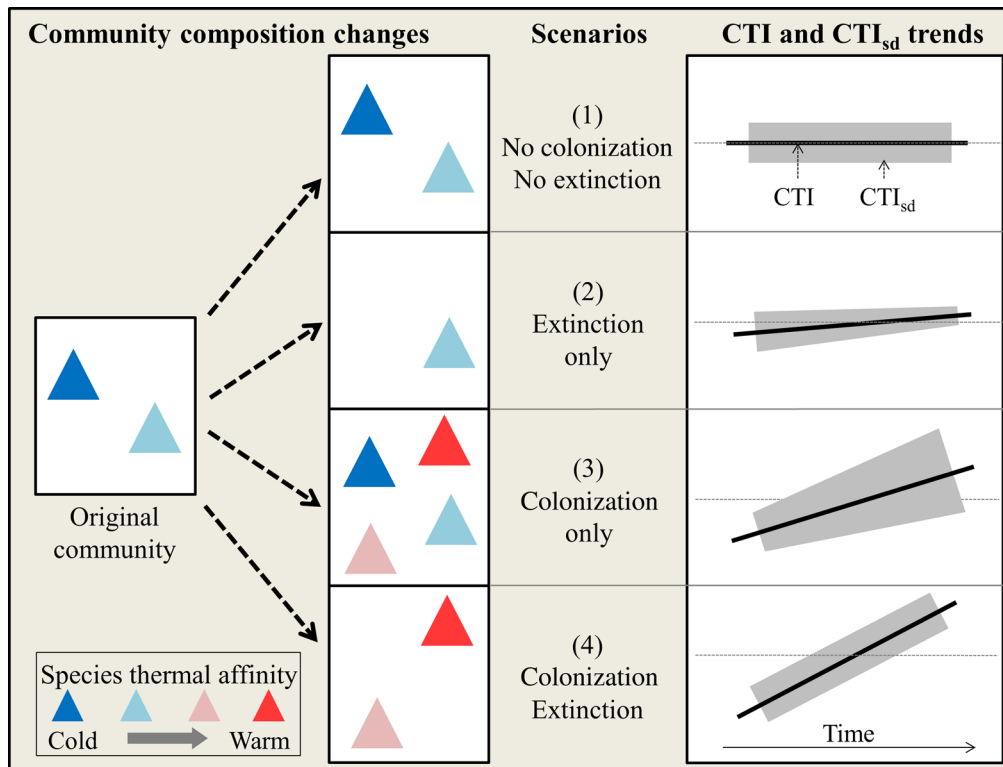 Community composition changes
Scenarios
CTI and CTIsd trends
(1)
No colonization
No extinction
CTI
CTIsd
(2)
Extinction
only
Original
community
(3)
Colonization
only
(4)
Colonization
Extinction
Time
Species thermal affinity
Cold
Warm